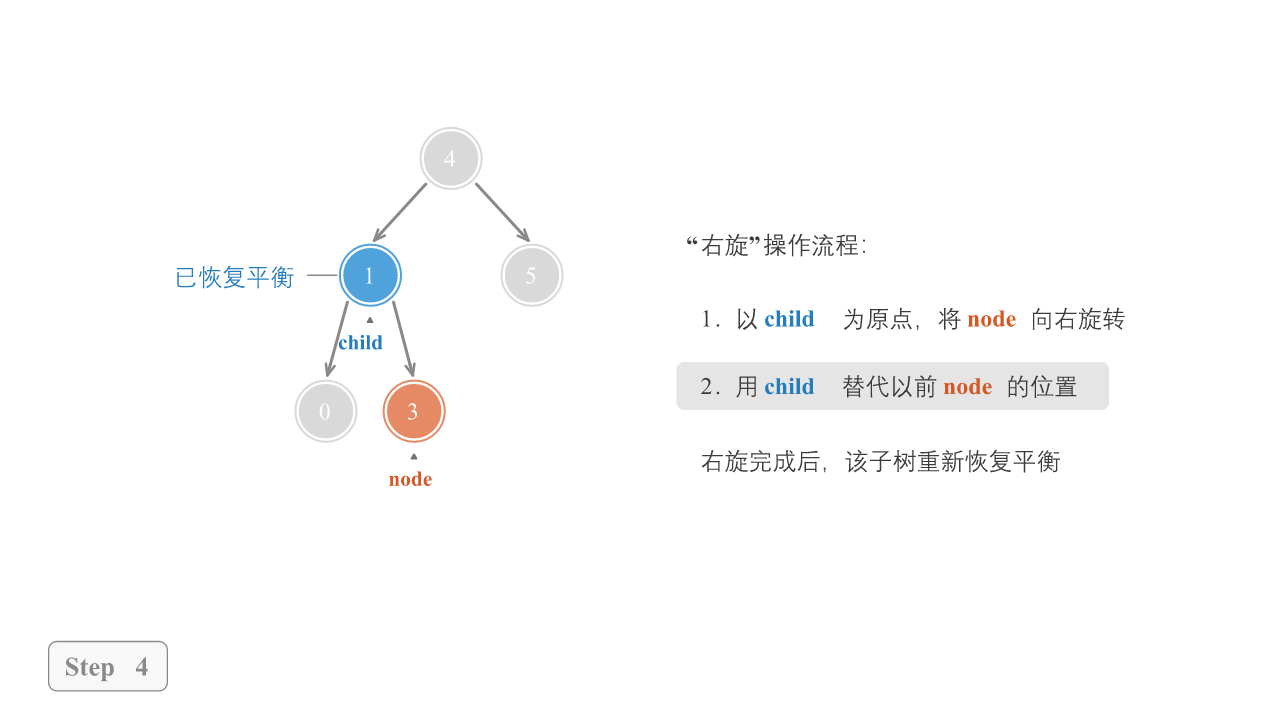 4
已恢复平衡
1
5
child
0
3
node
“右旋”操作流程：
1. 以 child 为原点，将 node 向右旋转
2. 用 child 替代以前 node 的位置
右旋完成后，该子树重新恢复平衡
Step 4